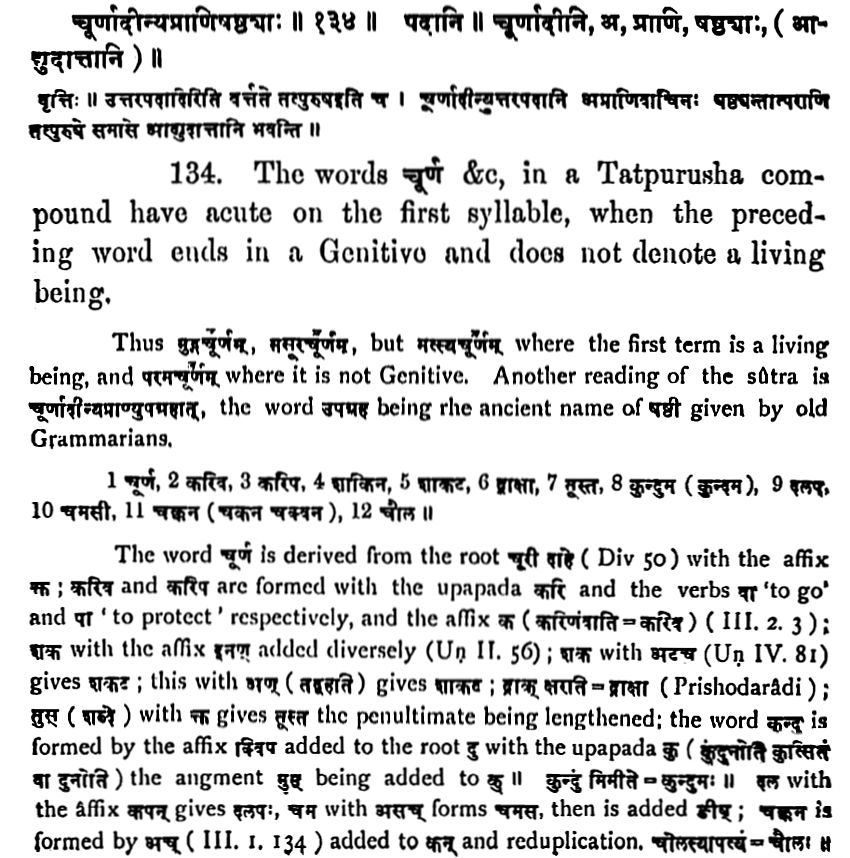 चूर्णादीन्यप्राणिषष्ठ्याः ॥ १३४ ॥ पदानि ॥ चूर्णादीनि, अ, प्राणि, षष्ठ्याः, ( आ-
द्युदात्तानि ) ॥
वृत्तिः ॥ उत्तरपदादिरिति वर्त्तते तत्पुरुषइति च । चूर्णादीन्युत्तरपदानि अप्राणिवाचिनः षष्ठ्यन्तात्पराणि
तत्पुरुषे समासे आद्युदात्तानि भवन्ति ॥
134. The words चूर्ण &c, in a Tatpurusha com-
pound have acute on the first syllable, when the preced-
ing word ends in a Genitive and does not denote a living
being.
Thus मुद्गचूर्णम्, मसूरचूर्णम्, but मत्स्यचूर्णम् where the first term is a living
being, and परमचूर्णम् where it is not Genitive. Another reading of the sûtra is
चूर्णादीन्यप्राण्युपग्रहात्, the word उपग्रह being rhe ancient name of षष्ठी given by old
Grammarians.
1 चूर्ण, 2 करिव, 3 करिप, 4 शाकिन, 5 शाकट, 6 द्राक्षा, 7 तूस्त, 8 कुन्दुम ( कुन्दम ), 9 दलप,
10 चमसी, 11 चक्कन ( चकन चक्वन ), 12 चौल ॥
The word चूर्ण is derived from the root चूरी दाहे ( Div 50 ) with the affix
क्त ; करिव and करिप are formed with the upapada करि and the verbs वा 'to go'
and पा ' to protect ' respectively, and the affix क ( करिणंवाति = करिव ) ( III. 2. 3 ) ;
शक with the affix इनण् added diversely (Uṇ II. 56) ; शक with अटच (Uṇ IV. 81)
gives शकट ; this with अण् ( तद्वहति ) gives शाकट ; द्राक् क्षरति = द्राक्षा ( Prishodarâdi ) ;
तुस ( शब्दे ) with क्त gives तूस्त the penultimate being lengthened; the word कुन्दु is
formed by the affix क्विप added to the root दु with the upapada कु ( कुंदुनोति कुत्सितं
वा दुनोति ) the angment मुम् being added to कु ॥ कुन्दुं मिमीते = कुन्दुमः ॥ दल with
the âffix कपन् gives दलपः, चम with असच् forms चमस, then is added ङीष् ; चक्कन is
formed by अच् ( III. 1. 134 ) added to कन् and reduplication. चोलस्यापत्यं = चौलः ॥